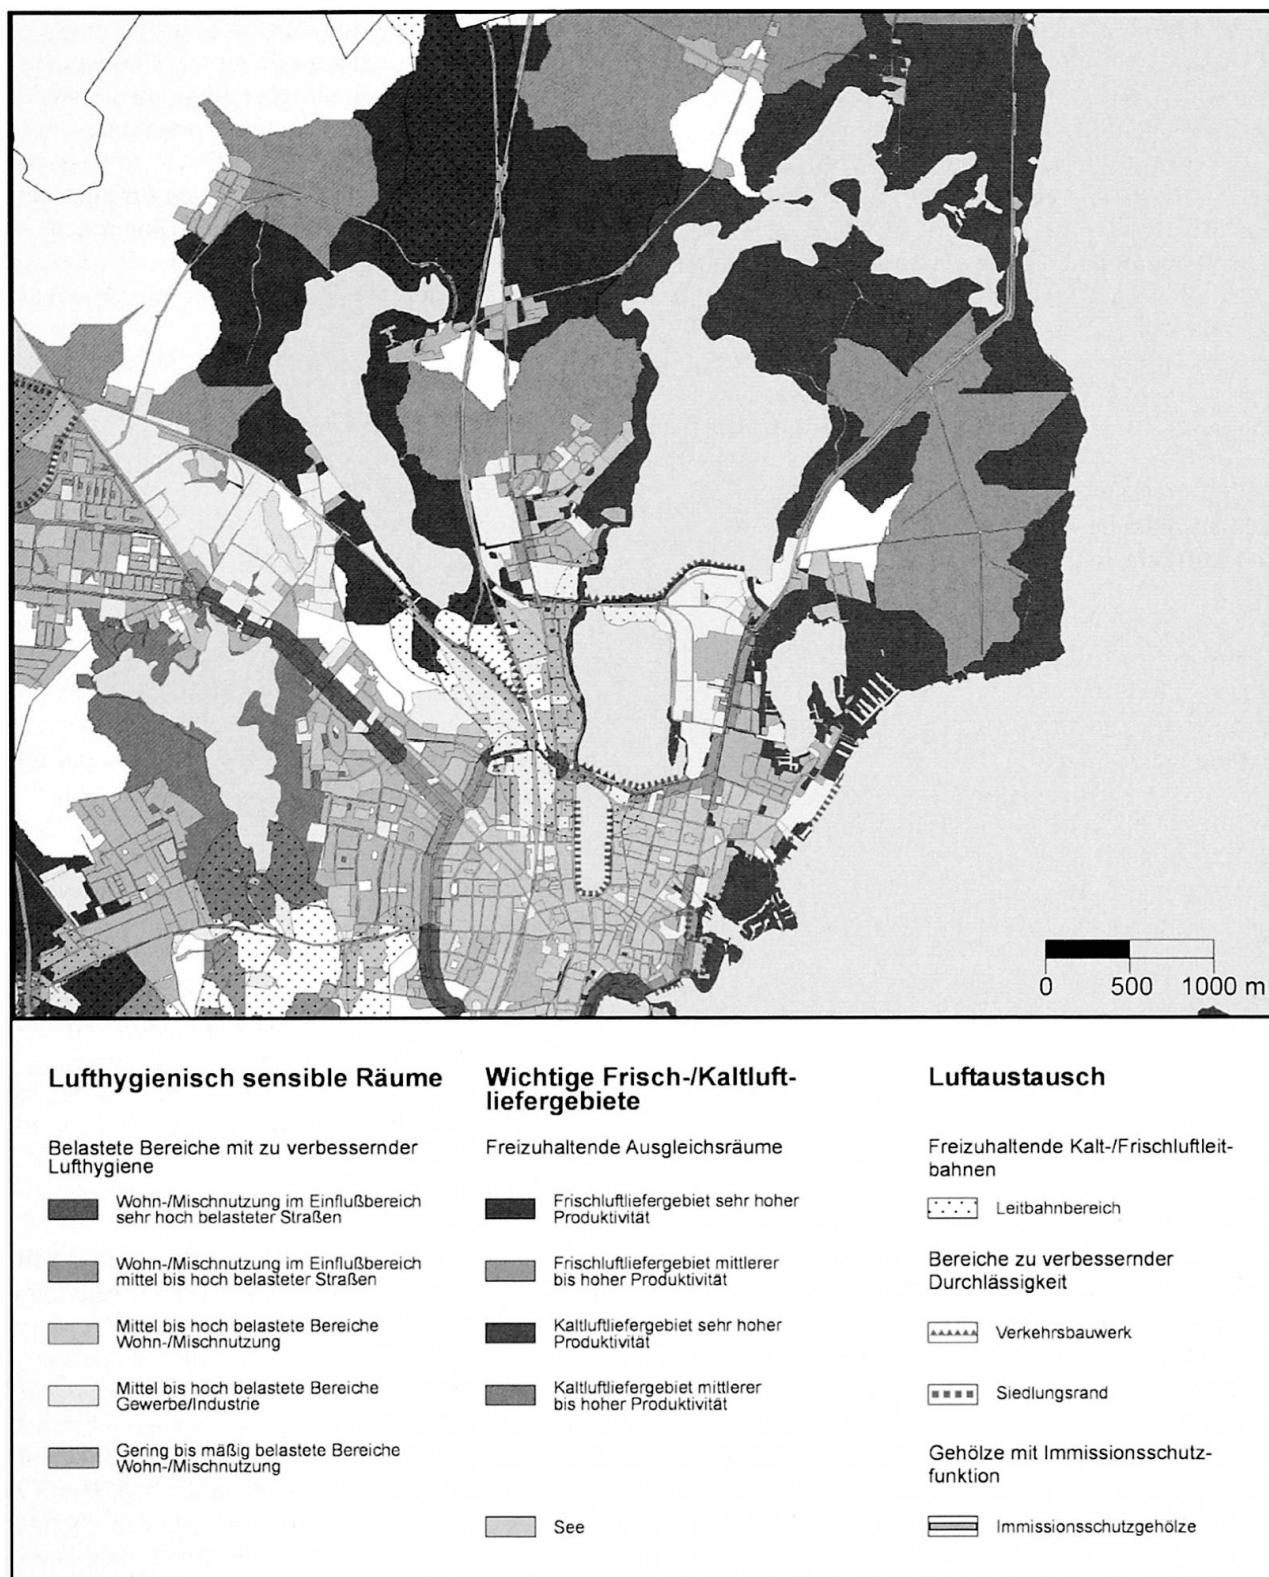 0 500 1000 m
Lufthygienisch sensible Räume
Belastete Bereiche mit zu verbessernder
Lufthygiene
Wohn-/Mischnutzung im Einflußbereich
sehr hoch belasteter Straßen
Wohn-/Mischnutzung im Einflußbereich
mittel bis hoch belasteter Straßen
Mittel bis hoch belastete Bereiche
Wohn-/Mischnutzung
Mittel bis hoch belastete Bereiche
Gewerbe/Industrie
Gering bis mäßig belastete Bereiche
Wohn-/Mischnutzung
Wichtige Frisch-/Kaltluft-
liefergebiete
Freizuhaltende Ausgleichsräume
Frischluftliefergebiet sehr hoher
Produktivität
Frischluftliefergebiet mittlerer
bis hoher Produktivität
Kaltluftliefergebiet sehr hoher
Produktivität
Kaltluftliefergebiet mittlerer
bis hoher Produktivität
See
Luftaustausch
Freizuhaltende Kalt-/Frischluftleit-
bahnen
Leitbahnbereich
Bereiche zu verbessernder
Durchlässigkeit
Verkehrsbauwerk
Siedlungsrand
Gehölze mit Immissionsschutz-
funktion
Immissionsschutzgehölze